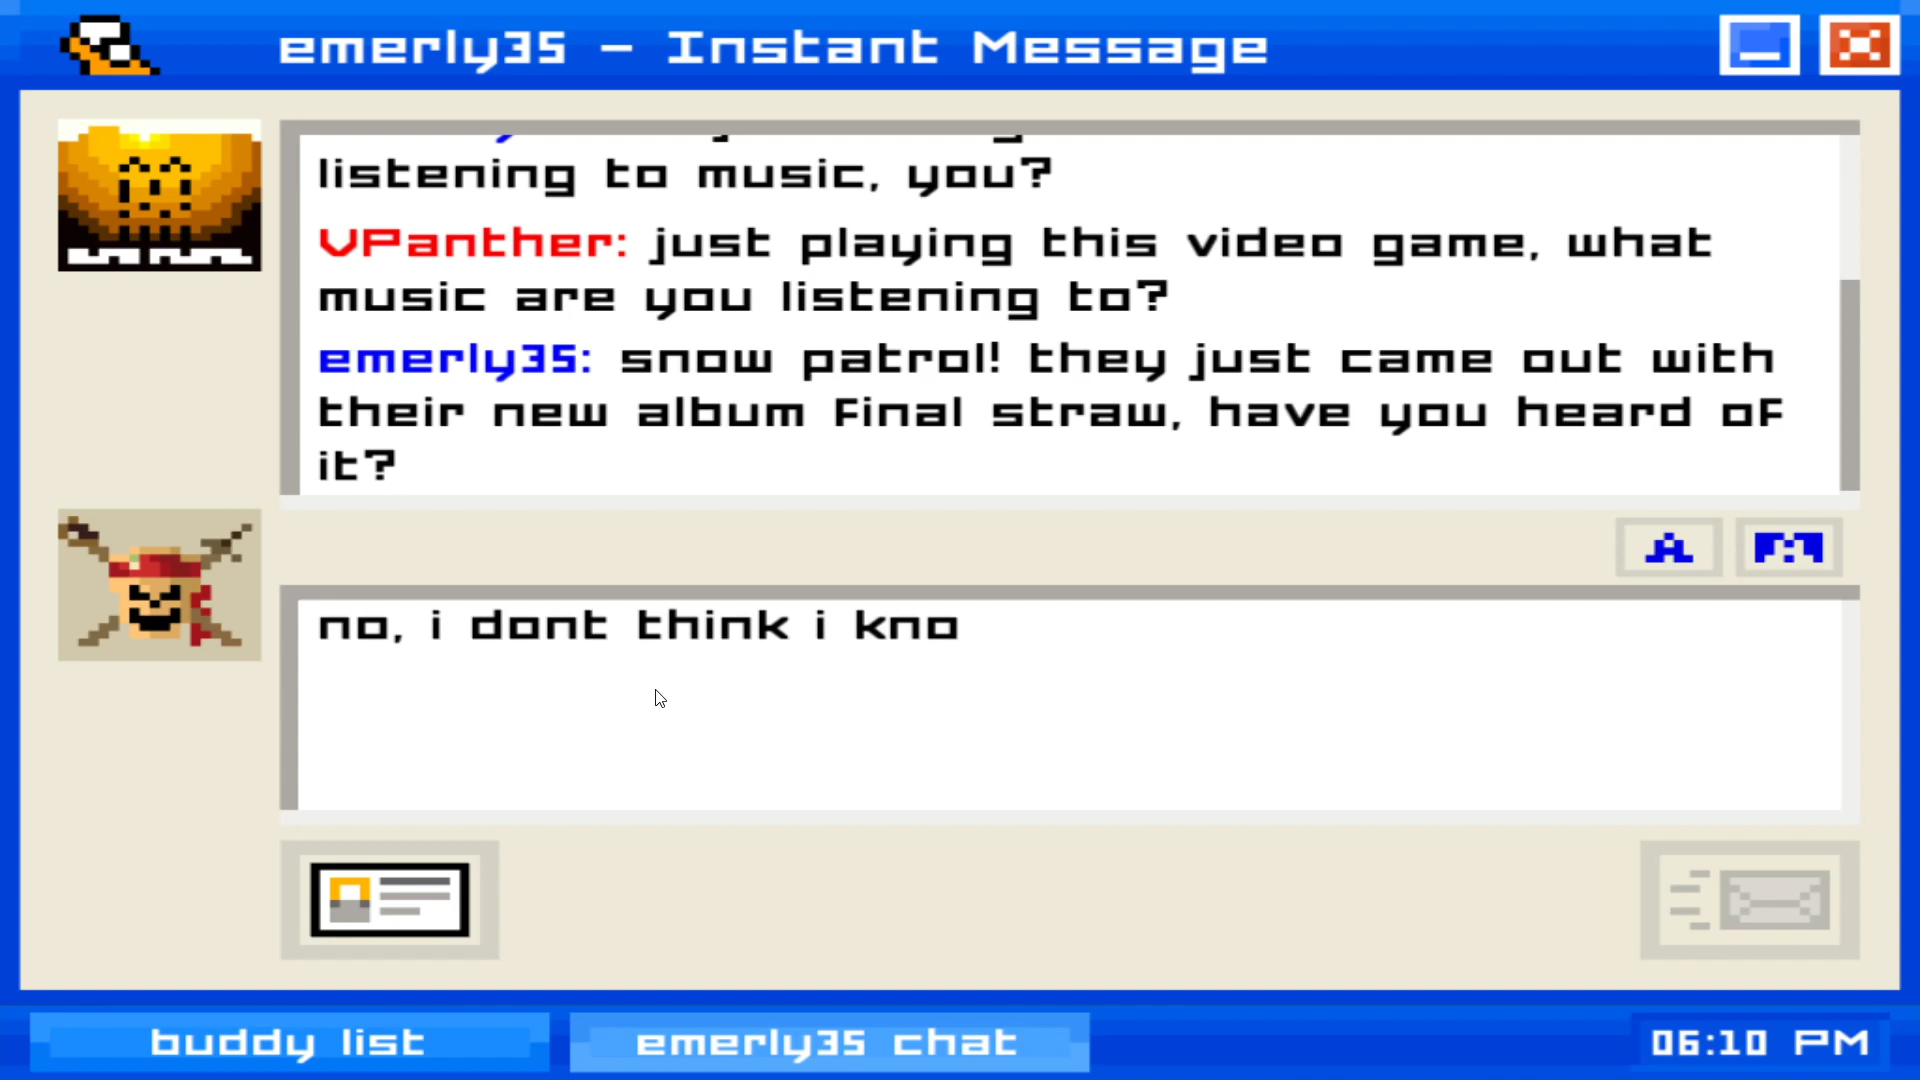 emerly35 - Instant Message
listening to music, you?
VPanther: just playing this video game, what
music are you listening to?
emerly35: snow patrol! they just came out with
their new album final straw, have you heard of
it?
A
no, i dont think i kno
buddy list
emerly35 chat
06:10 PM